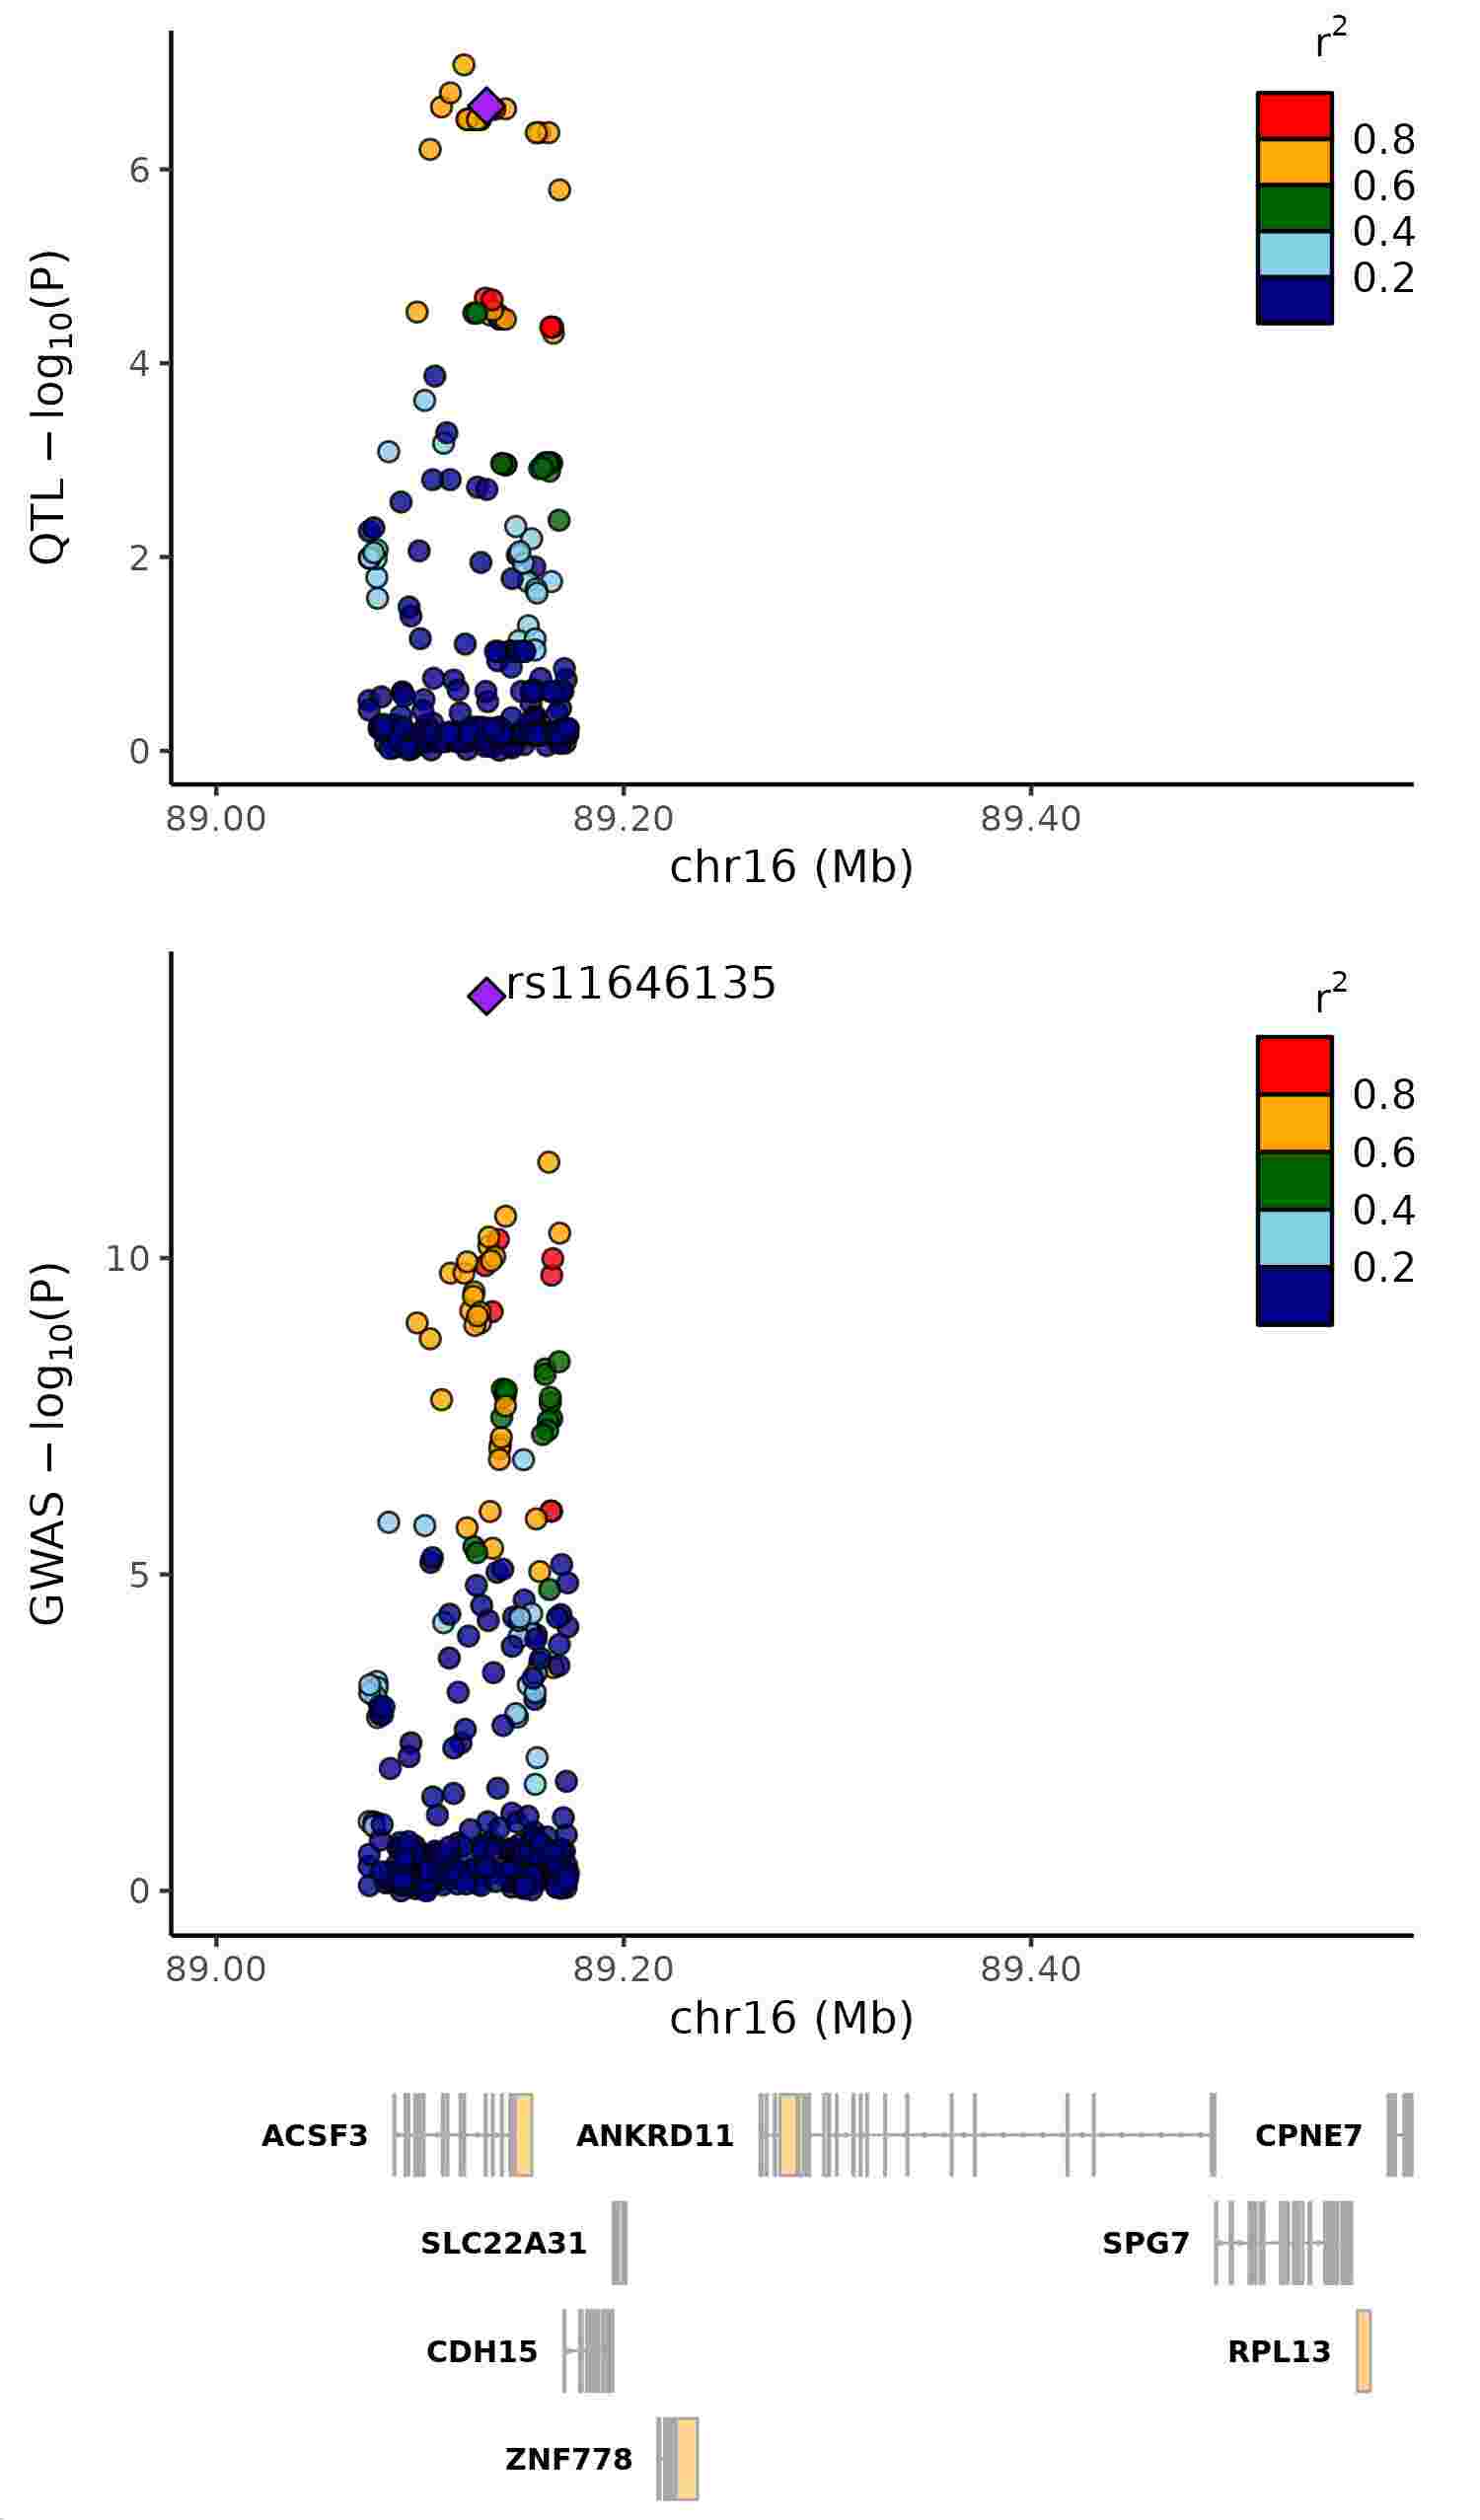 r²
0.8
0.6
0.4
0.2
QTL −log₁₀(P)
6
4
2
0
89.00 89.20 89.40
chr16 (Mb)
rs11646135
r²
0.8
0.6
0.4
0.2
GWAS −log₁₀(P)
10
5
0
89.00 89.20 89.40
chr16 (Mb)
ACSF3 ANKRD11 CPNE7
SLC22A31 SPG7
CDH15 RPL13
ZNF778